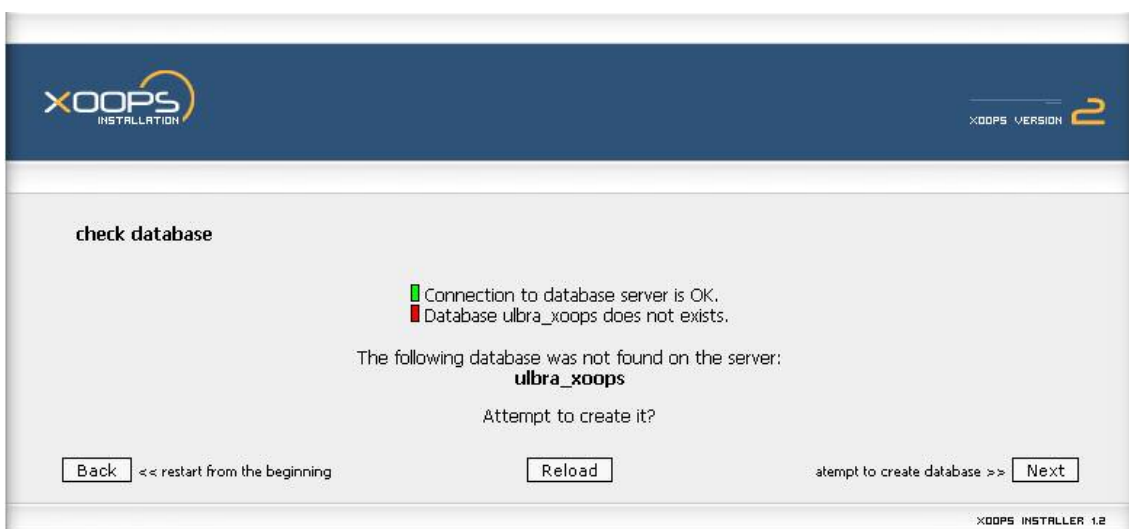 XOOPS
INSTALLATION
XOOPS VERSION 2
check database
Connection to database server is OK.
Database ulbra_xoops does not exists.
The following database was not found on the server:
ulbra_xoops
Attempt to create it?
Back << restart from the beginning Reload atempt to create database >> Next
XOOPS INSTALLER 1.2